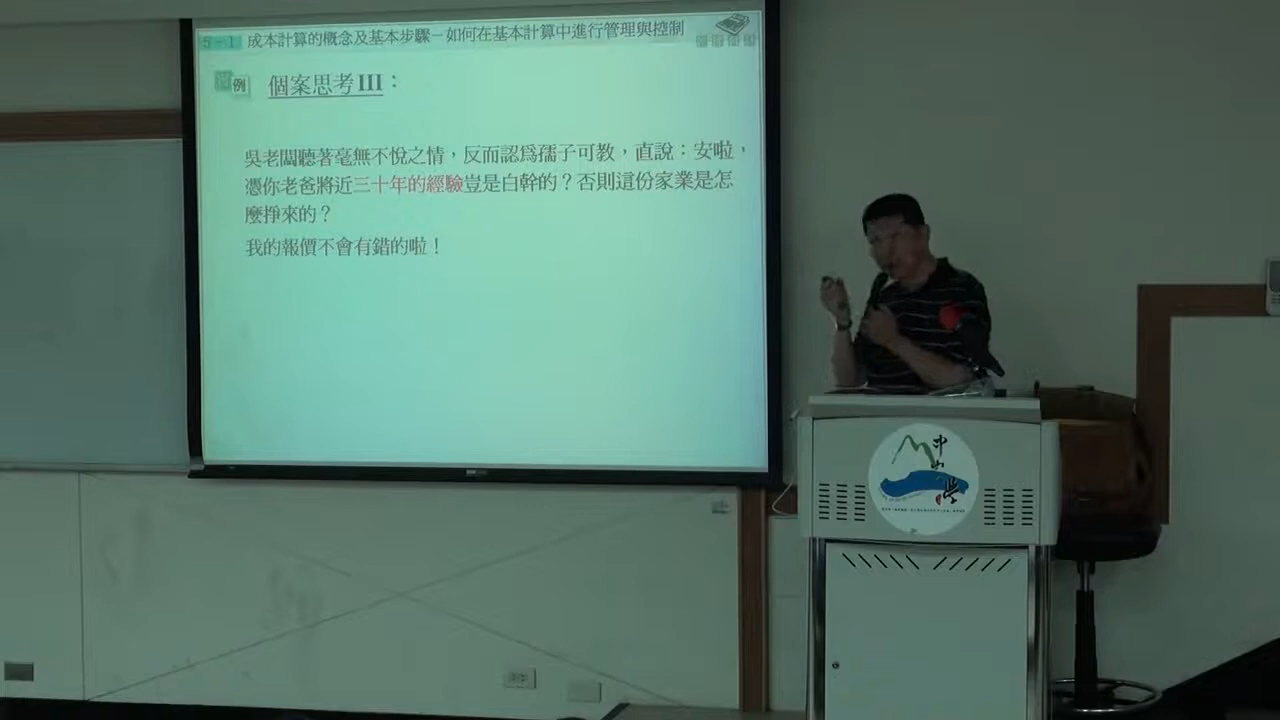 5-1 成本計算的概念及基本步驟－如何在基本計算中進行管理與控制
例 個案思考III：
吳老闆聽著毫無不悅之情，反而認爲孺子可教，直說：安啦，
憑你老爸將近三十年的經驗豈是白幹的？否則這份家業是怎
麼掙來的？
我的報價不會有錯的啦！
中
山
學